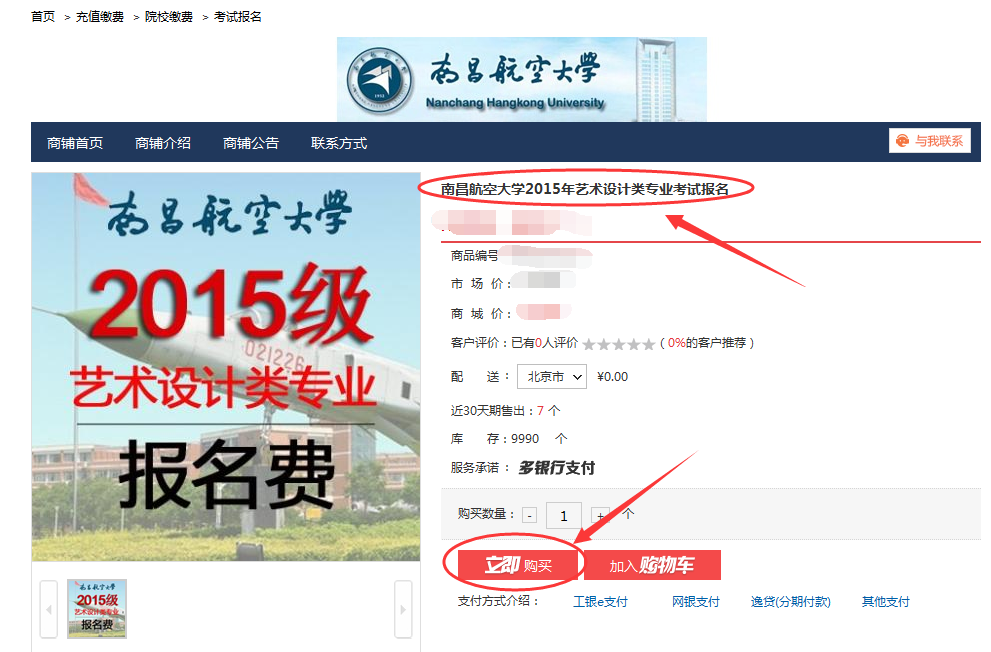 首页 > 充值缴费 > 院校缴费 > 考试报名
南昌航空大学
Nanchang Hangkong University
商铺首页 商铺介绍 商铺公告 联系方式 与我联系
南昌航空大学
2015级
021226
艺术设计类专业
报名费
南昌航空大学2015年艺术设计类专业考试报名
商品编号
市 场 价:
商 城 价:
客户评价:已有0人评价 (0%的客户推荐)
配 送: 北京市 ¥0.00
近30天期售出:7 个
库 存:9990 个
服务承诺: 多银行支付
购买数量: - 1 + 个
立即购买 加入购物车
支付方式介绍: 工银e支付 网银支付 逸贷(分期付款) 其他支付
南昌航空大学
2015级
艺术设计类专业
报名费